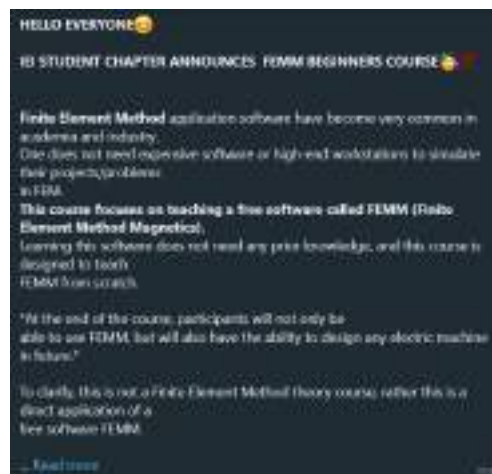 HELLO EVERYONE😊
STUDENT CHAPTER ANNOUNCES FEMM BEGINNERS COURSE
Finite Element Method application software have become very common in
academia and industry.
One does not need expensive software or high-end workstations to simulate
their projects/problems
in FEM.
This course focuses on teaching a free software called FEMM (Finite
Element Method Magnetics).
Learning this software does not need any prior knowledge, and this course is
designed to teach
FEMM from scratch.
"At the end of the course, participants will not only be
able to use FEMM, but will also have the ability to design any electric machine
in future."
To clarify, this is not a Finite Element Method theory course, rather this is a
direct application of a
free software FEMM.
... Read more